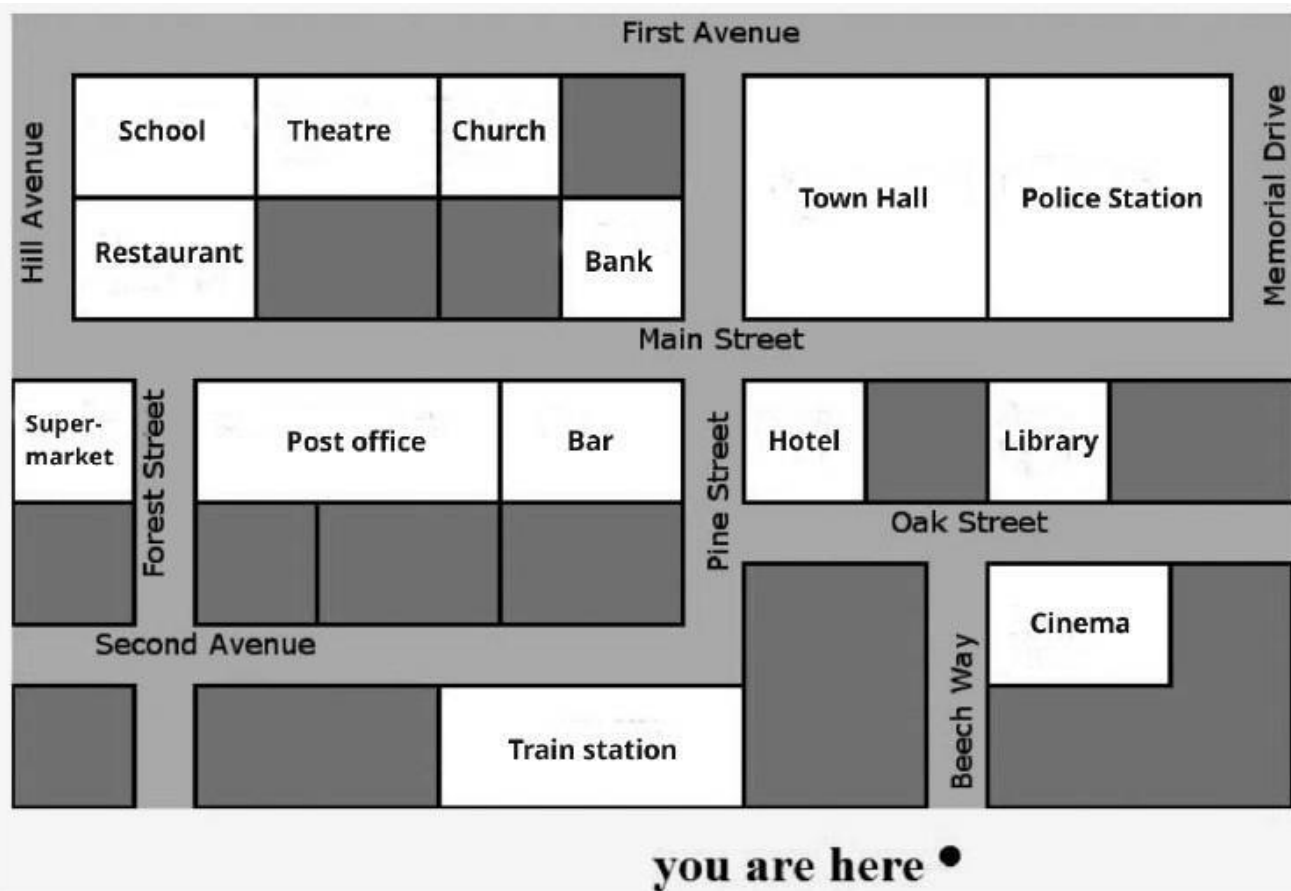 First Avenue
School
Theatre
Church
Hill Avenue
Town Hall
Police Station
Memorial Drive
Restaurant
Bank
Main Street
Super-
market
Forest Street
Post office
Bar
Pine Street
Hotel
Library
Oak Street
Second Avenue
Cinema
Beech Way
Train station
you are here